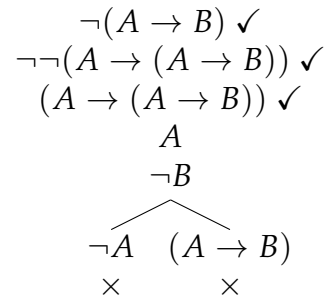 ¬(A → B) ✓
¬¬(A → (A → B)) ✓
(A → (A → B)) ✓
A
¬B
¬A (A → B)
× ×